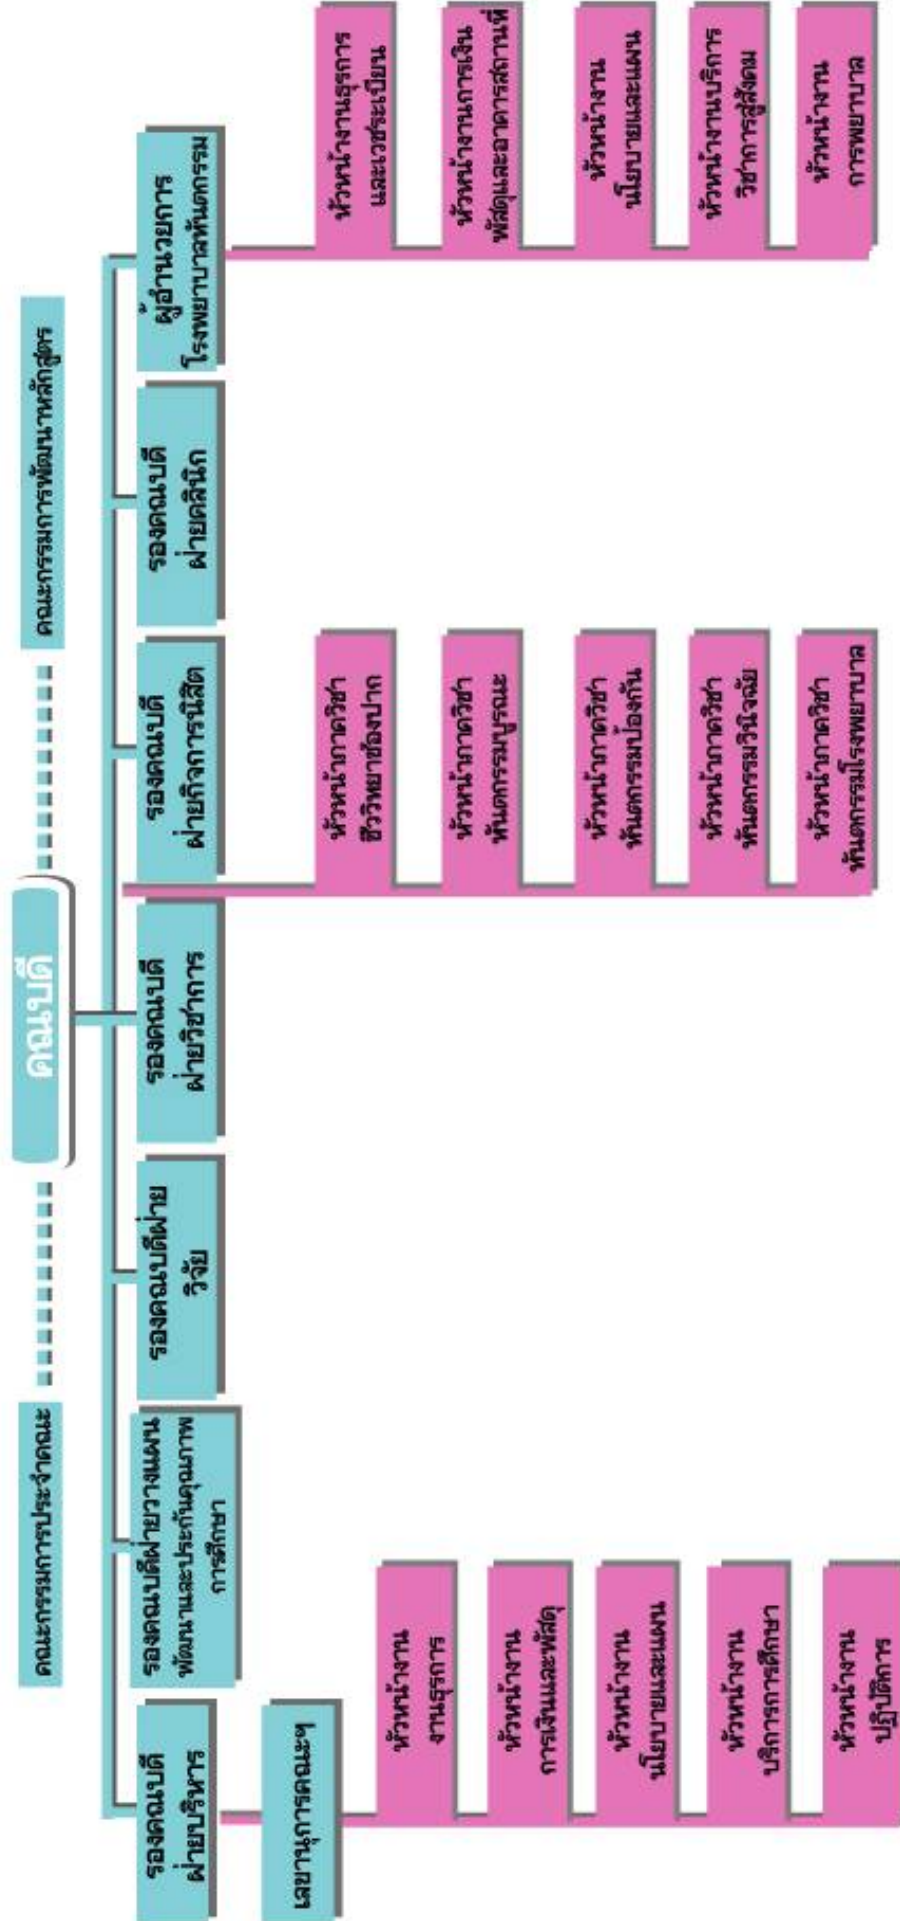 คณบดี
คณะกรรมการประจำคณะ
คณะกรรมการพัฒนาหลักสูตร
รองคณบดี
ฝ่ายบริหาร
รองคณบดีฝ่ายวางแผน
พัฒนาและประกันคุณภาพ
การศึกษา
รองคณบดีฝ่าย
วิจัย
รองคณบดี
ฝ่ายวิชาการ
รองคณบดี
ฝ่ายกิจการนิสิต
รองคณบดี
ฝ่ายคลินิก
ผู้อำนวยการ
โรงพยาบาลทันตกรรม
เลขานุการคณะฯ
หัวหน้างาน
งานธุรการ
หัวหน้างาน
การเงินและพัสดุ
หัวหน้างาน
นโยบายและแผน
หัวหน้างาน
บริการการศึกษา
หัวหน้างาน
ปฏิบัติการ
หัวหน้าภาควิชา
ชีววิทยาช่องปาก
หัวหน้าภาควิชา
ทันตกรรมบูรณะ
หัวหน้าภาควิชา
ทันตกรรมป้องกัน
หัวหน้าภาควิชา
ทันตกรรมวินิจฉัย
หัวหน้าภาควิชา
ทันตกรรมโรงพยาบาล
หัวหน้างานธุรการ
และเวชระเบียน
หัวหน้างานการเงิน
พัสดุและอาคารสถานที่
หัวหน้างาน
นโยบายและแผน
หัวหน้างานบริการ
วิชาการสู่สังคม
หัวหน้างาน
การพยาบาล